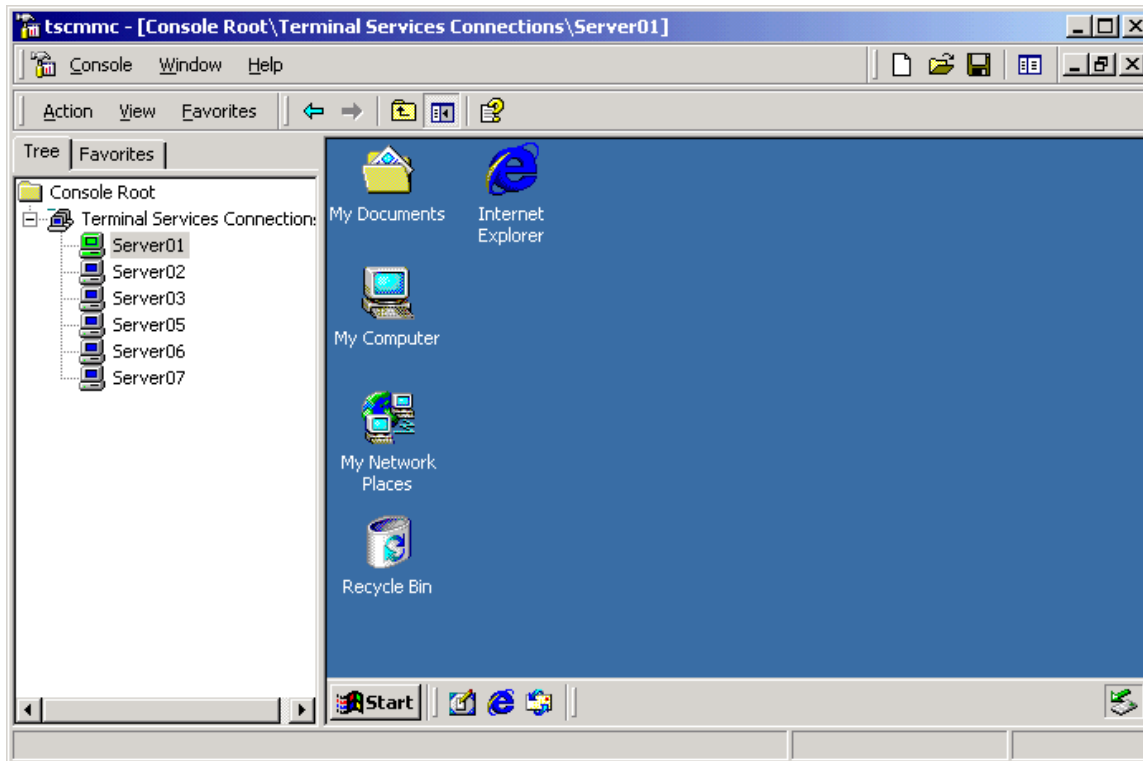 tscmmc - [Console Root\Terminal Services Connections\Server01]
Console Window Help
Action View Favorites
Tree Favorites
Console Root
Terminal Services Connection
Server01
Server02
Server03
Server05
Server06
Server07
My Documents
Internet Explorer
My Computer
My Network Places
Recycle Bin
Start